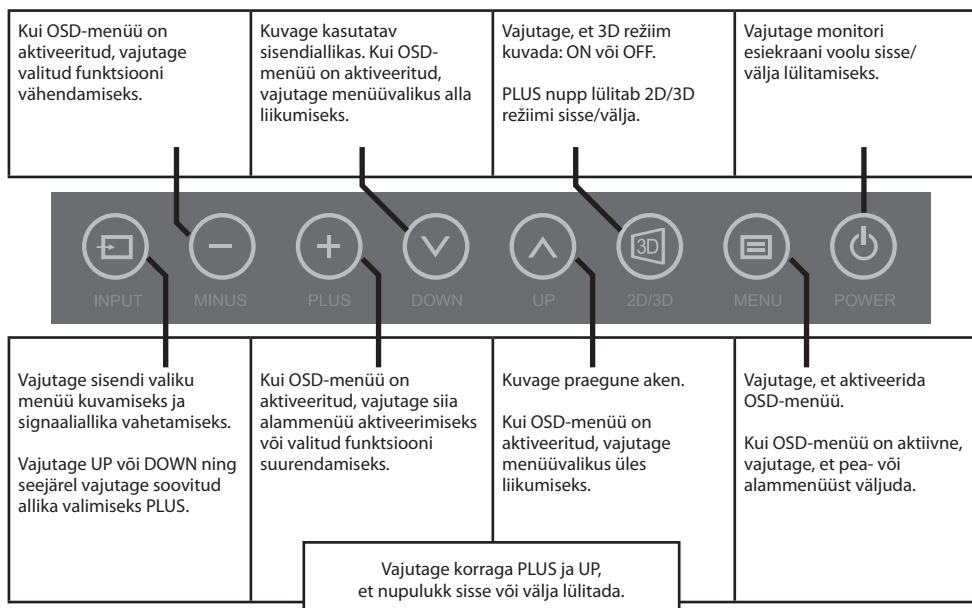 Kui OSD-menüü on
aktiveeritud, vajutage
valitud funktsiooni
vähendamiseks.
Kuvage kasutatav
sisendiallikas. Kui OSD-
menüü on aktiveeritud,
vajutage menüüvalikus alla
liikumiseks.
Vajutage, et 3D režiim
kuvada: ON või OFF.
PLUS nupp lülitab 2D/3D
režiimi sisse/välja.
Vajutage monitori
esiekraani voolu sisse/
välja lülitamiseks.
3D
INPUT MINUS PLUS DOWN UP 2D/3D MENU POWER
Vajutage sisendi valiku
menüü kuvamiseks ja
signaaliallika vahetamiseks.
Vajutage UP või DOWN ning
seejärel vajutage soovitud
allika valimiseks PLUS.
Kui OSD-menüü on
aktiveeritud, vajutage siia
alammenüü aktiveerimiseks
või valitud funktsiooni
suurendamiseks.
Kuvage praegune aken.
Kui OSD-menüü on
aktiveeritud, vajutage
menüüvalikus üles
liikumiseks.
Vajutage, et aktiveerida
OSD-menüü.
Kui OSD-menüü on aktiivne,
vajutage, et pea- või
alammenüüst väljuda.
Vajutage korraga PLUS ja UP,
et nupulukk sisse või välja lülitada.